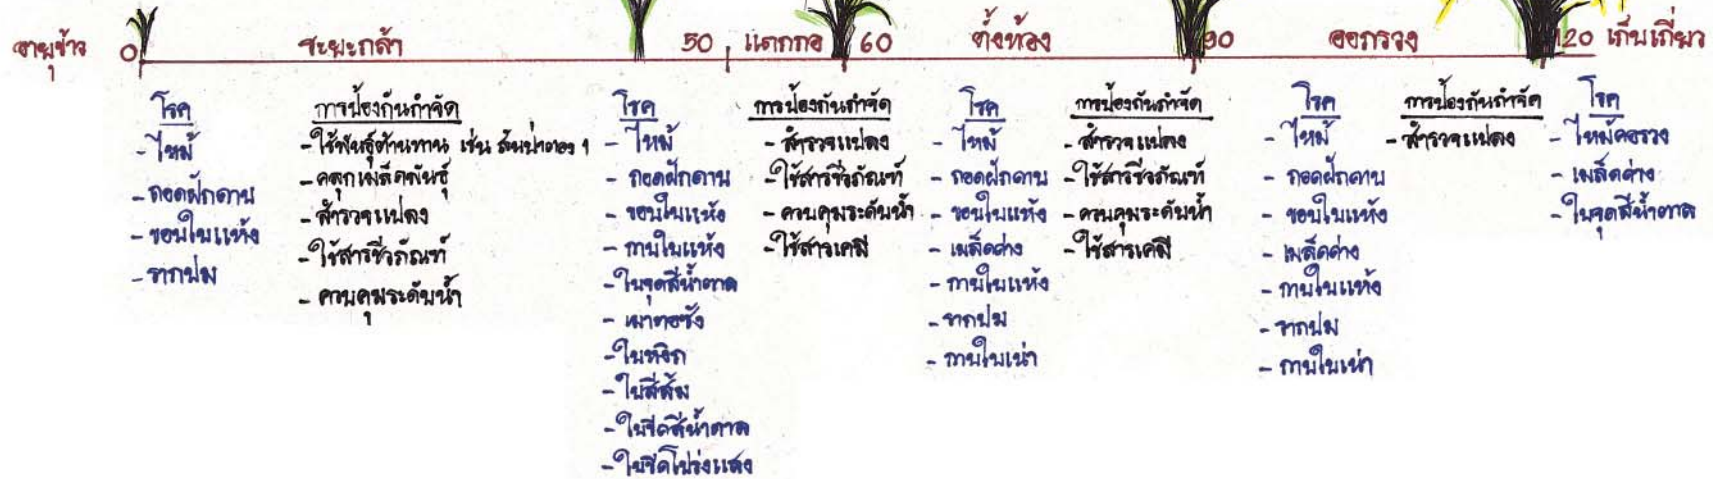 อายุข้าว 0 ระยะกล้า 50 แตกกอ 60 ตั้งท้อง 90 ออกรวง 120 เก็บเกี่ยว
โรค
- ไหม้
- ถอดฝักดาบ
- ขอบใบแห้ง
- รากปม
การป้องกันกำจัด
- ใช้พันธุ์ต้านทาน เช่น สันป่าตอง 1
- คลุกเมล็ดพันธุ์
- สำรวจแปลง
- ใช้สารชีวภัณฑ์
- ควบคุมระดับน้ำ
โรค
- ไหม้
- ถอดฝักดาบ
- ขอบใบแห้ง
- กาบใบแห้ง
- ใบจุดสีน้ำตาล
- เมาตอซัง
- ใบหงิก
- ใบสีส้ม
- ใบขีดสีน้ำตาล
- ใบขีดโปร่งแสง
การป้องกันกำจัด
- สำรวจแปลง
- ใช้สารชีวภัณฑ์
- ควบคุมระดับน้ำ
- ใช้สารเคมี
โรค
- ไหม้
- ถอดฝักดาบ
- ขอบใบแห้ง
- เมล็ดด่าง
- กาบใบแห้ง
- รากปม
- กาบใบเน่า
การป้องกันกำจัด
- สำรวจแปลง
- ใช้สารชีวภัณฑ์
- ควบคุมระดับน้ำ
- ใช้สารเคมี
โรค
- ไหม้
- ถอดฝักดาบ
- ขอบใบแห้ง
- เมล็ดด่าง
- กาบใบแห้ง
- รากปม
- กาบใบเน่า
การป้องกันกำจัด
- สำรวจแปลง
โรค
- ไหม้คอรวง
- เมล็ดด่าง
- ใบจุดสีน้ำตาล